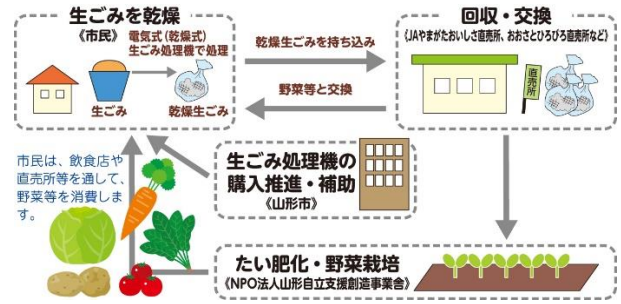 生ごみを乾燥
《市民》
電気式(乾燥式)
生ごみ処理機で処理
生ごみ
乾燥生ごみ
乾燥生ごみを持ち込み
野菜等と交換
回収・交換
《JAやまがたおいしさ直売所、おおさとひろびろ直売所など》
直売所
市民は、飲食店や
直売所等を通して、
野菜等を消費しま
す。
生ごみ処理機の
購入推進・補助
《山形市》
たい肥化・野菜栽培
《NPO法人山形自立支援創造事業舎》